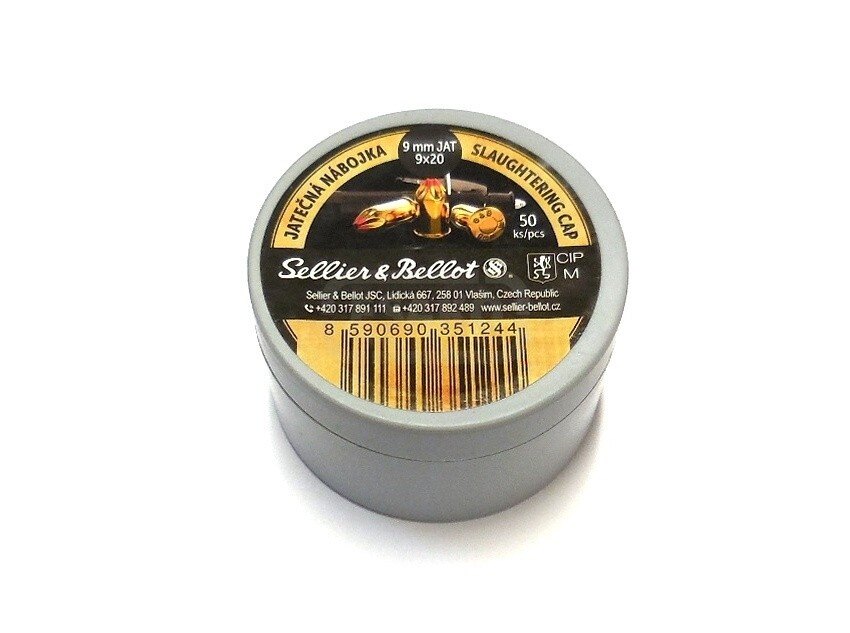 9 mm JAT
9x20
JATEČNÁ NÁBOJKA
SLAUGHTERING CAP
50
ks/pcs
Sellier & Bellot S&B®
CIP
M
Sellier & Bellot JSC, Lidická 667, 258 01 Vlašim, Czech Republic
+420 317 891 111 +420 317 892 489 www.sellier-bellot.cz
8 590690 351244